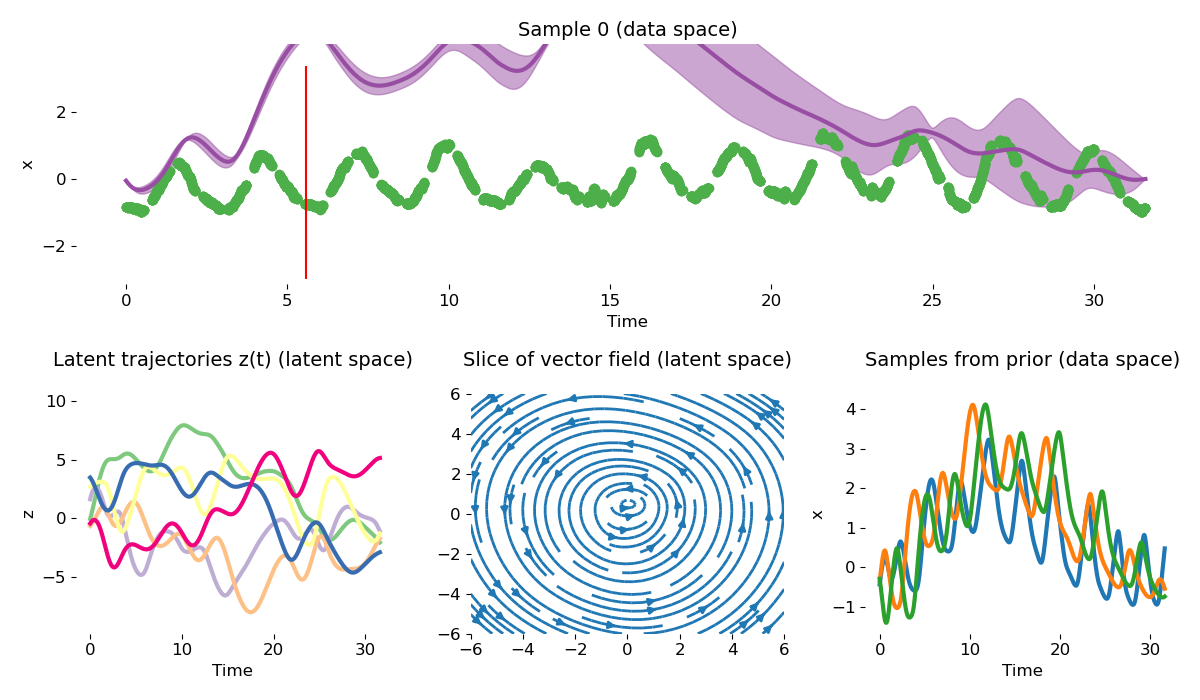 Sample 0 (data space)
x
2
0
−2
0 5 10 15 20 25 30
Time
Latent trajectories z(t) (latent space)
z
10
5
0
−5
0 10 20 30
Time
Slice of vector field (latent space)
6
4
2
0
−2
−4
−6
−6 −4 −2 0 2 4 6
Samples from prior (data space)
x
4
3
2
1
0
−1
0 10 20 30
Time